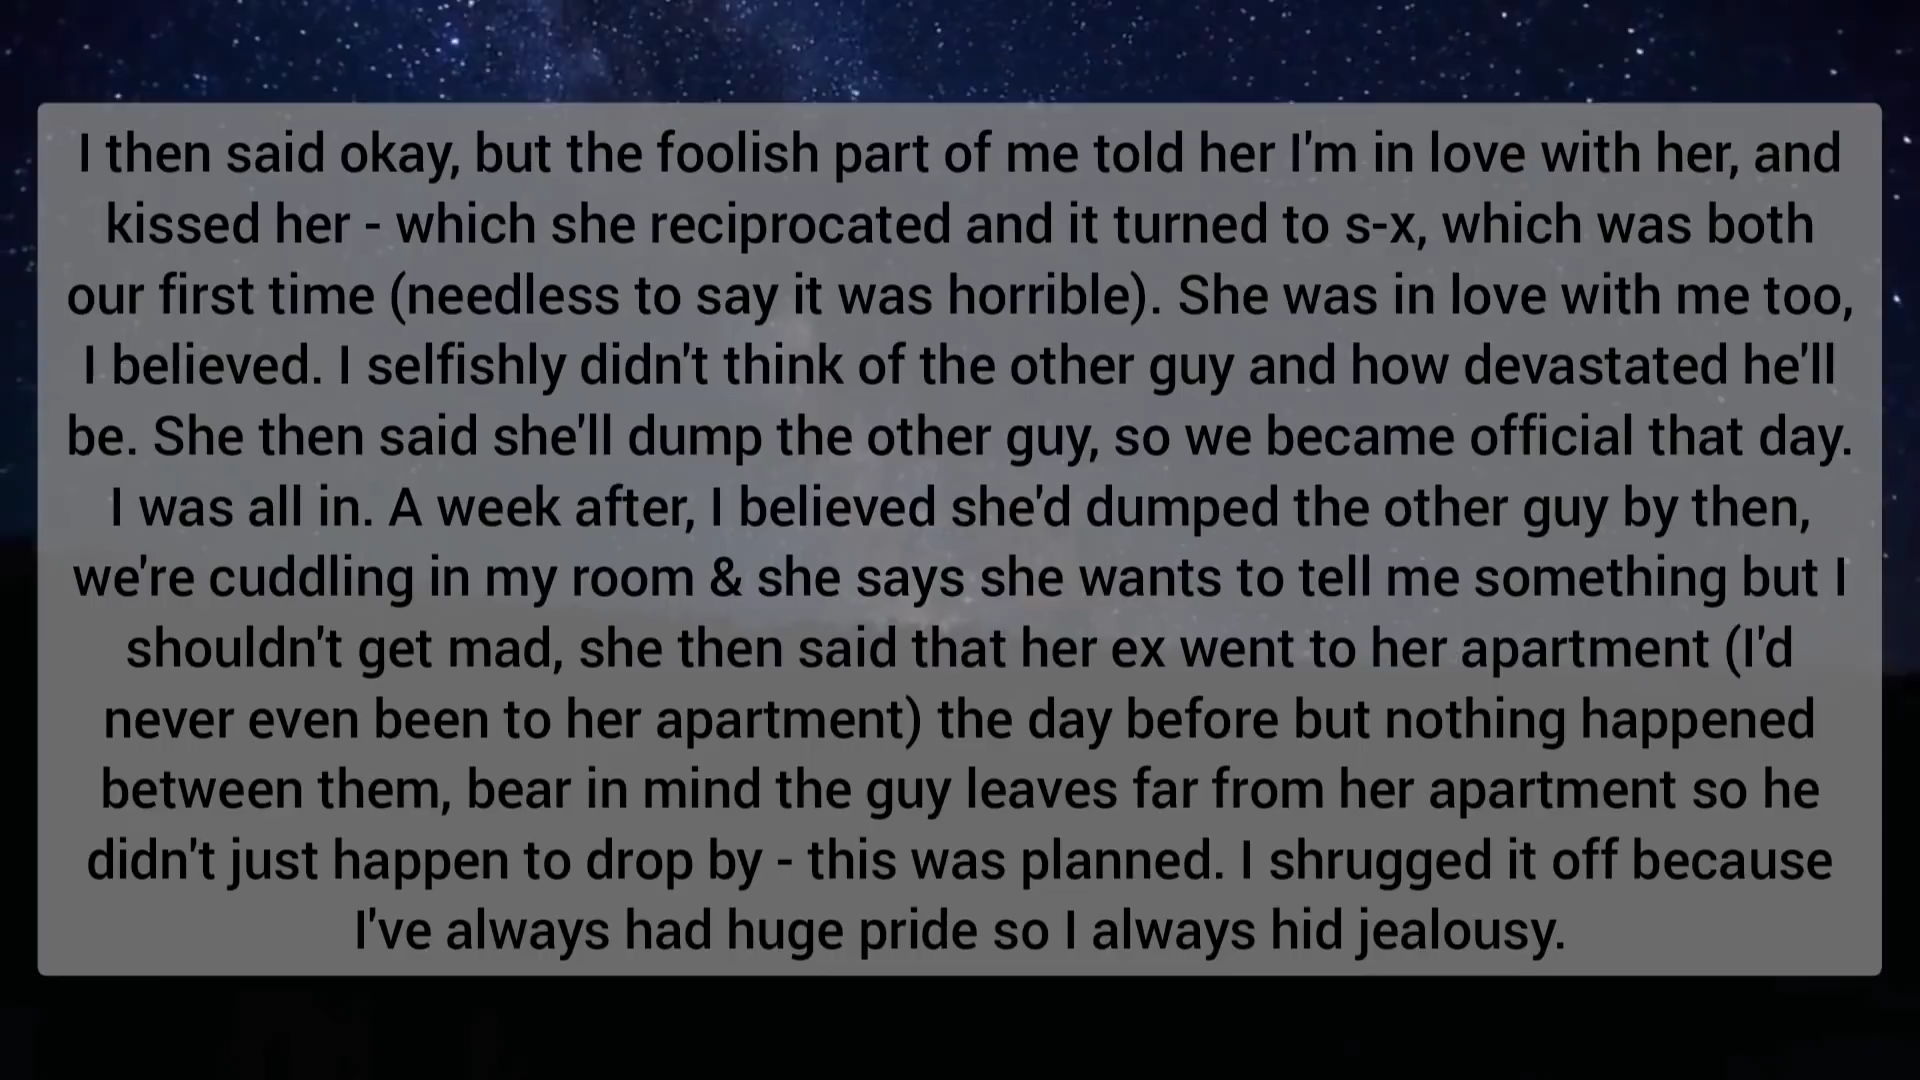 I then said okay, but the foolish part of me told her I'm in love with her, and
kissed her - which she reciprocated and it turned to s-x, which was both
our first time (needless to say it was horrible). She was in love with me too,
I believed. I selfishly didn't think of the other guy and how devastated he'll
be. She then said she'll dump the other guy, so we became official that day.
I was all in. A week after, I believed she'd dumped the other guy by then,
we're cuddling in my room & she says she wants to tell me something but I
shouldn't get mad, she then said that her ex went to her apartment (I'd
never even been to her apartment) the day before but nothing happened
between them, bear in mind the guy leaves far from her apartment so he
didn't just happen to drop by - this was planned. I shrugged it off because
I've always had huge pride so I always hid jealousy.